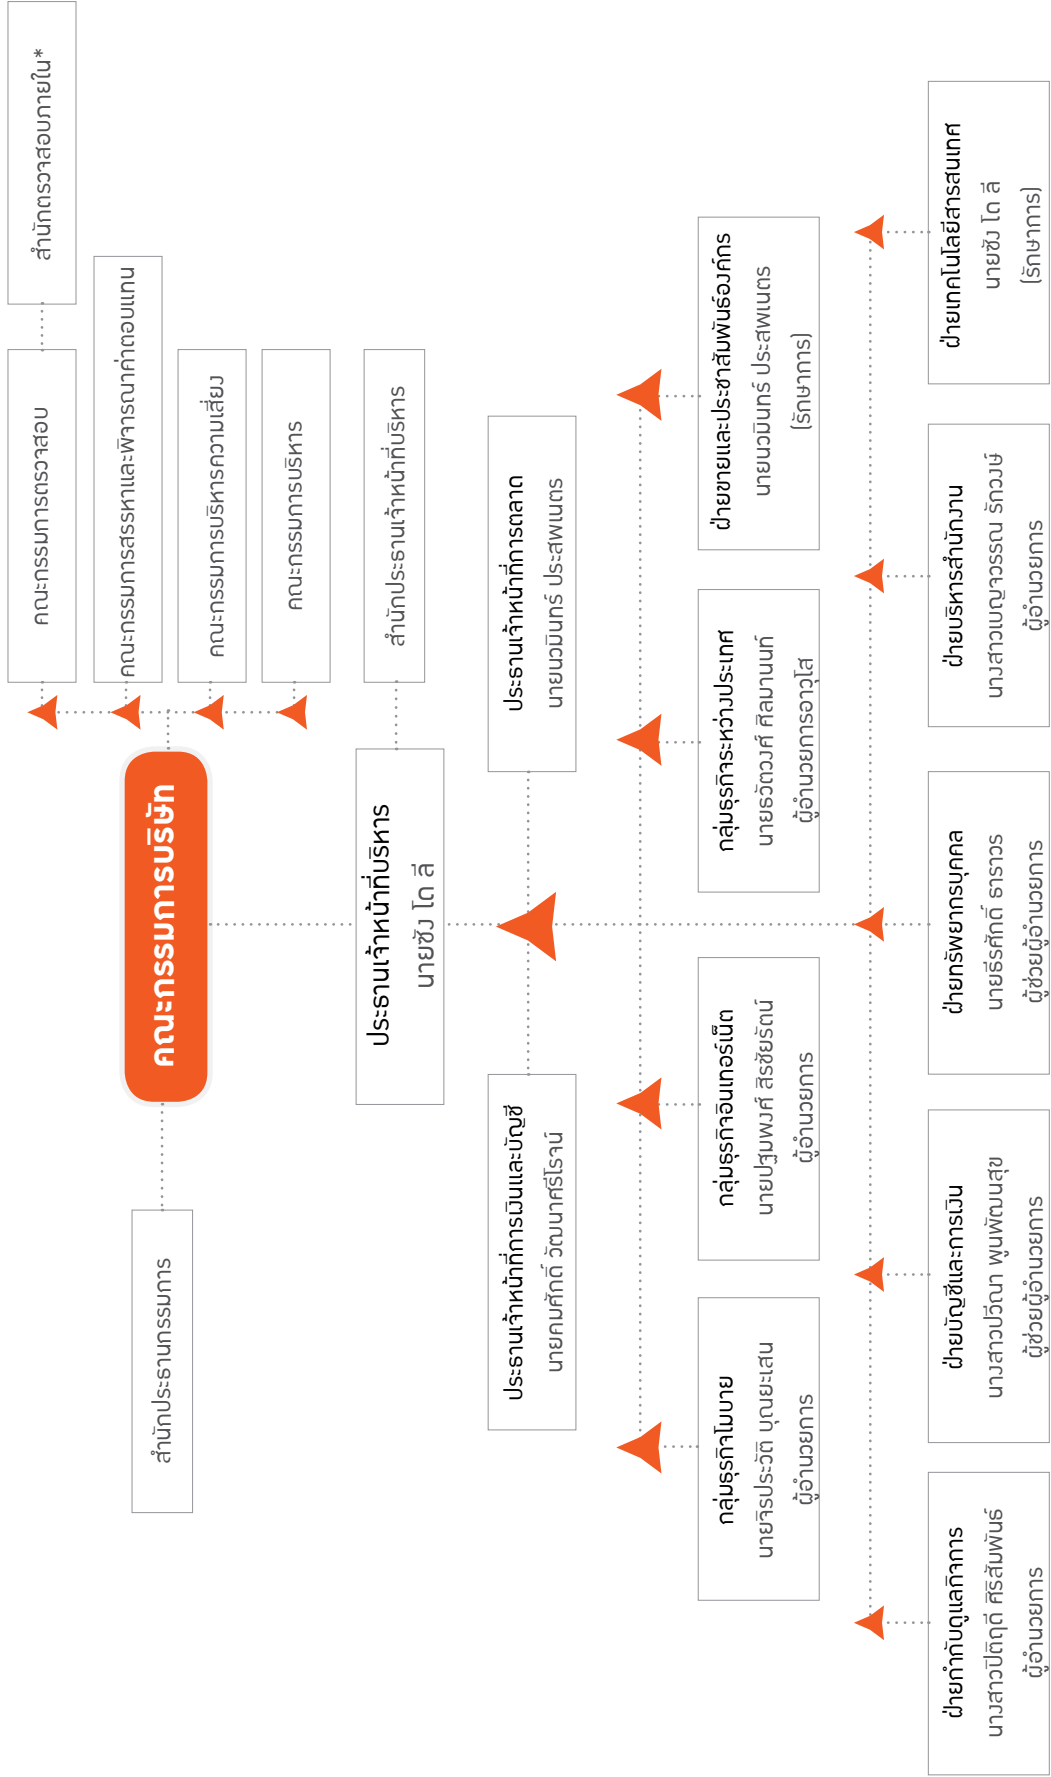 สำนักตรวจสอบภายใน*
คณะกรรมการตรวจสอบ
คณะกรรมการสรรหาและพิจารณาค่าตอบแทน
คณะกรรมการบริหารความเสี่ยง
คณะกรรมการบริหาร
คณะกรรมการบริษัท
สำนักประธานกรรมการ
สำนักประธานเจ้าหน้าที่บริหาร
ประธานเจ้าหน้าที่บริหาร
นายซัง โด ลี
ประธานเจ้าหน้าที่การเงินและบัญชี
นายคมศักดิ์ วัฒนาศรีโรจน์
ประธานเจ้าหน้าที่การตลาด
นายนวมินทร์ ประสพเนตร
กลุ่มธุรกิจโมบาย
นายจิรประวัติ บุณยะเสน
ผู้อำนวยการ
กลุ่มธุรกิจอินเทอร์เน็ต
นายปฐมพงศ์ สิรชัยรัตน์
ผู้อำนวยการ
กลุ่มธุรกิจระหว่างประเทศ
นายธวัตวงศ์ ศิลมานนท์
ผู้อำนวยการอาวุโส
ฝ่ายขายและประชาสัมพันธ์องค์กร
นายนวมินทร์ ประสพเนตร
(รักษาการ)
ฝ่ายกำกับดูแลกิจการ
นางสาวปิติฤดี ศิริสัมพันธ์
ผู้อำนวยการ
ฝ่ายบัญชีและการเงิน
นางสาวปวีณา พูนพัฒนสุข
ผู้ช่วยผู้อำนวยการ
ฝ่ายทรัพยากรบุคคล
นายธีรศักดิ์ ธาราวร
ผู้ช่วยผู้อำนวยการ
ฝ่ายบริหารสำนักงาน
นางสาวเบญจวรรณ รักวงษ์
ผู้อำนวยการ
ฝ่ายเทคโนโลยีสารสนเทศ
นายซัง โด ลี
(รักษาการ)